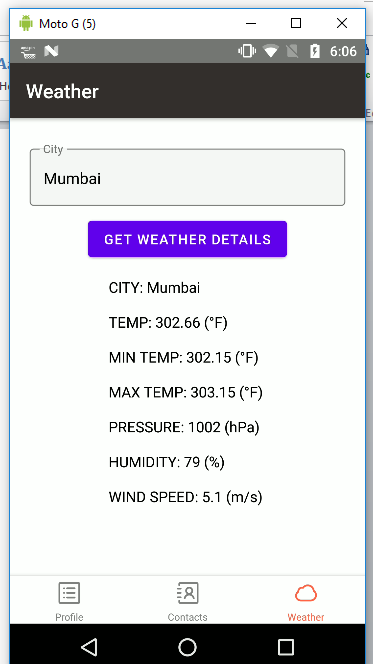 Moto G (5)
6:06
Weather
City
Mumbai
GET WEATHER DETAILS
CITY: Mumbai
TEMP: 302.66 (°F)
MIN TEMP: 302.15 (°F)
MAX TEMP: 303.15 (°F)
PRESSURE: 1002 (hPa)
HUMIDITY: 79 (%)
WIND SPEED: 5.1 (m/s)
Profile
Contacts
Weather